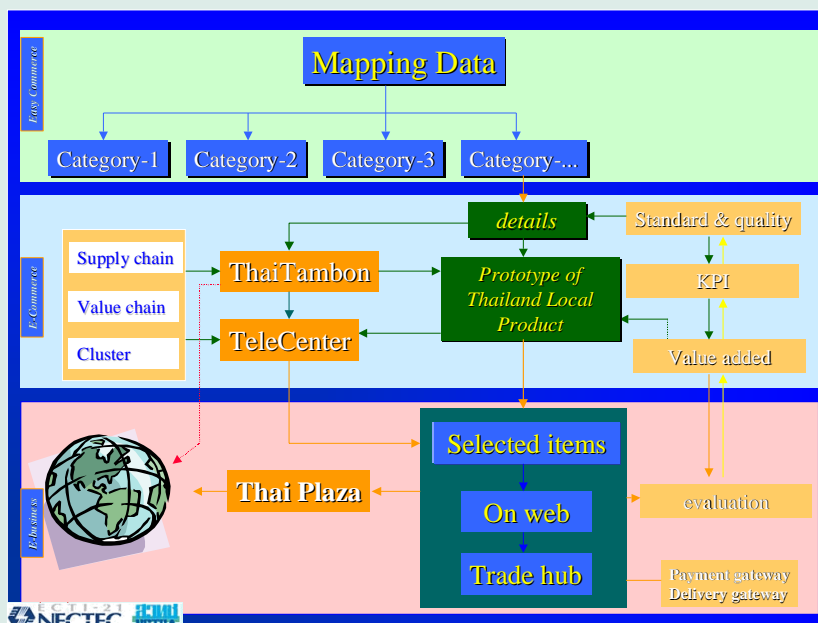 Easy Commerce
Mapping Data
Category-1
Category-2
Category-3
Category-...
E-Commerce
details
Standard & quality
Supply chain
Value chain
Cluster
ThaiTambon
TeleCenter
Prototype of
Thailand Local
Product
KPI
Value added
E-business
Selected items
Thai Plaza
On web
Trade hub
evaluation
Payment gateway
Delivery gateway
ECTI-21
NECTEC